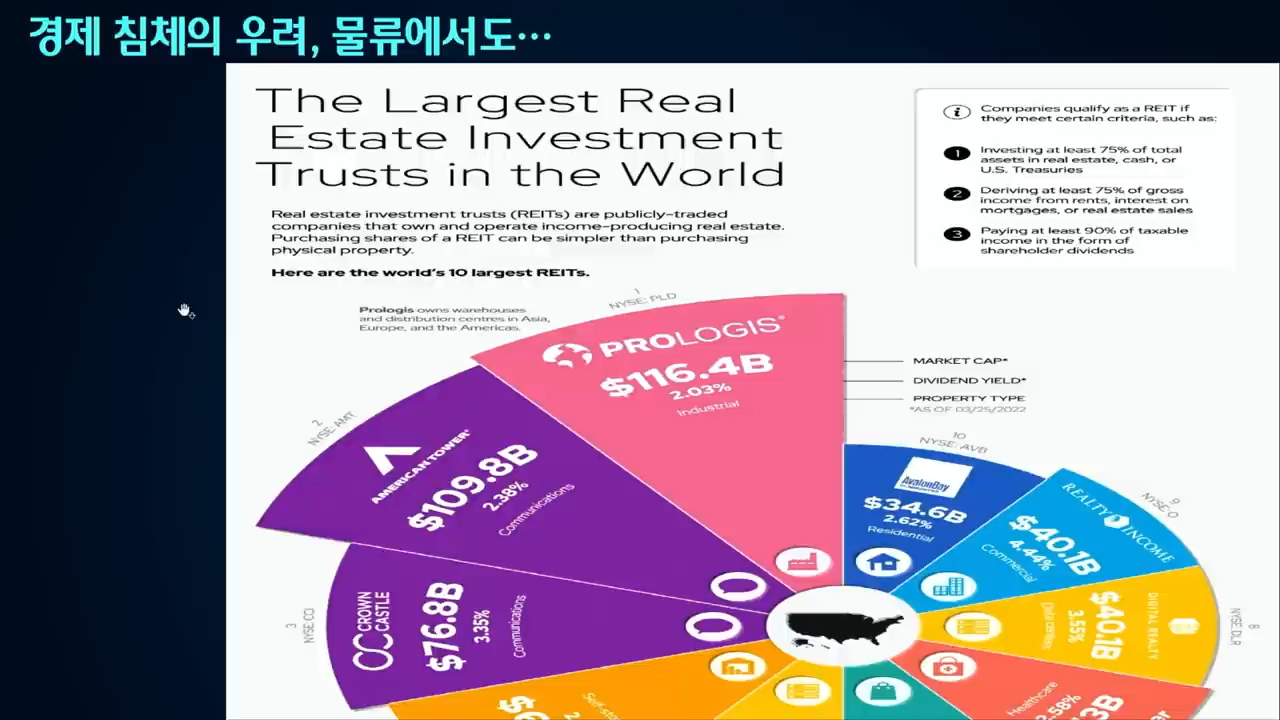 경제 침체의 우려, 물류에서도…
The Largest Real
Estate Investment
Trusts in the World
Real estate investment trusts (REITs) are publicly-traded
companies that own and operate income-producing real estate.
Purchasing shares of a REIT can be simpler than purchasing
physical property.
Here are the world's 10 largest REITs.
i
Companies qualify as a REIT if
they meet certain criteria, such as:
1
Investing at least 75% of total
assets in real estate, cash, or
U.S. Treasuries
2
Deriving at least 75% of gross
income from rents, interest on
mortgages, or real estate sales
3
Paying at least 90% of taxable
income in the form of
shareholder dividends
Prologis owns warehouses
and distribution centres in Asia,
Europe, and the Americas.
1
NYSE: PLD
PROLOGIS®
$116.4B
2.03%
Industrial
MARKET CAP*
DIVIDEND YIELD*
PROPERTY TYPE
*AS OF 03/25/2022
2
NYSE: AMT
AMERICAN TOWER®
$109.8B
2.38%
Communications
3
NYSE: CCI
CROWN
CASTLE
$76.8B
3.35%
Communications
10
NYSE: AVB
AvalonBay
$34.6B
2.62%
Residential
9
NYSE: O
REALTY INCOME
$40.1B
4.44%
Commercial
8
NYSE: DLR
DIGITAL REALTY
$40.1B
3.55%
Healthcare